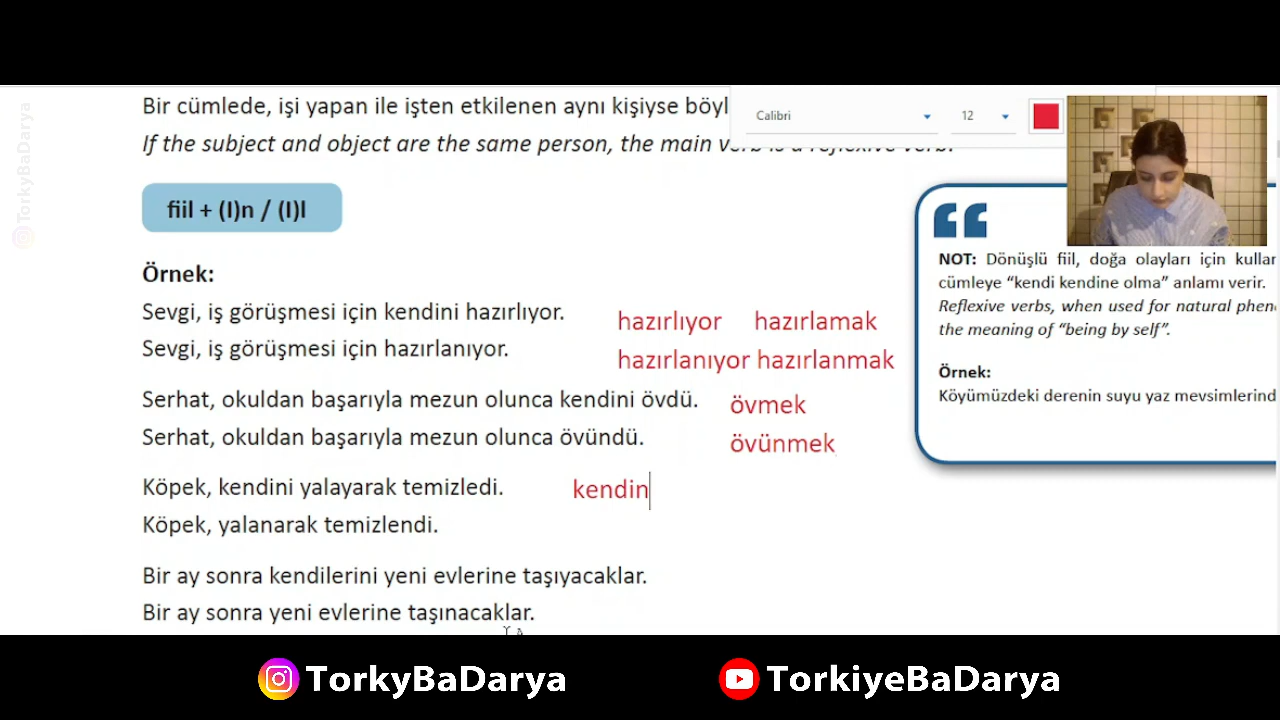 TorkyBaDarya
Bir cümlede, işi yapan ile işten etkilenen aynı kişiyse
Calibri
12
If the subject and object are the same person, the main verb is a reflexive verb.
fiil + (I)n / (I)l
Örnek:
Sevgi, iş görüşmesi için kendini hazırlıyor.
hazırlıyor hazırlamak
Sevgi, iş görüşmesi için hazırlanıyor.
hazırlanıyor hazırlanmak
Serhat, okuldan başarıyla mezun olunca kendini övdü.
övmek
Serhat, okuldan başarıyla mezun olunca övündü.
övünmek
Köpek, kendini yalayarak temizledi.
kendin
Köpek, yalanarak temizlendi.
Bir ay sonra kendilerini yeni evlerine taşıyacaklar.
Bir ay sonra yeni evlerine taşınacaklar.
NOT: Dönüşlü fiil, doğa olayları için
cümleye “kendi kendine olma” anlamı verir.
Reflexive verbs, when used for natural
the meaning of “being by self”.
Örnek:
Köyümüzdeki derenin suyu yaz
TorkyBaDarya
TorkiyeBaDarya